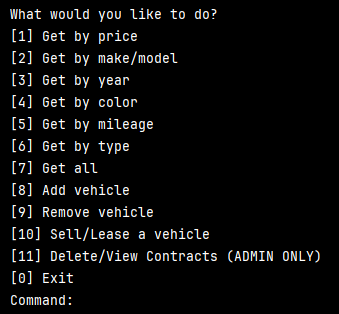 What would you like to do?
[1] Get by price
[2] Get by make/model
[3] Get by year
[4] Get by color
[5] Get by mileage
[6] Get by type
[7] Get all
[8] Add vehicle
[9] Remove vehicle
[10] Sell/Lease a vehicle
[11] Delete/View Contracts (ADMIN ONLY)
[0] Exit
Command: